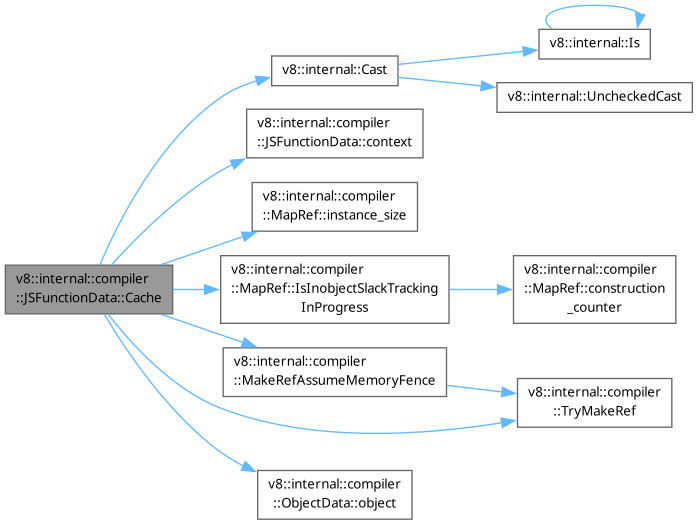 v8::internal::Is
v8::internal::Cast
v8::internal::UncheckedCast
v8::internal::compiler
::JSFunctionData::context
v8::internal::compiler
::MapRef::instance_size
v8::internal::compiler
::JSFunctionData::Cache
v8::internal::compiler
::MapRef::IsInobjectSlackTracking
InProgress
v8::internal::compiler
::MapRef::construction
_counter
v8::internal::compiler
::MakeRefAssumeMemoryFence
v8::internal::compiler
::TryMakeRef
v8::internal::compiler
::ObjectData::object